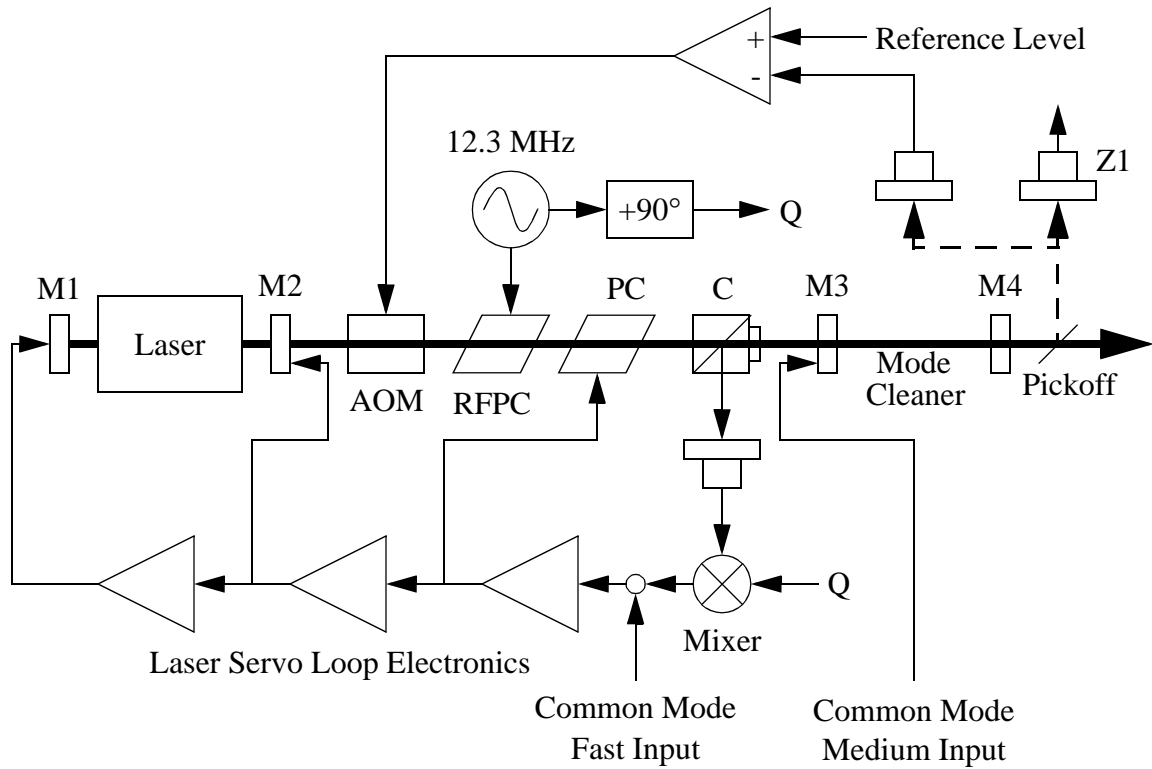 +
Reference Level
-
12.3 MHz
Z1
+90°
Q
M1
M2
PC
C
M3
M4
Laser
AOM
RFPC
Mode
Cleaner
Pickoff
Q
Mixer
Laser Servo Loop Electronics
Common Mode
Fast Input
Common Mode
Medium Input